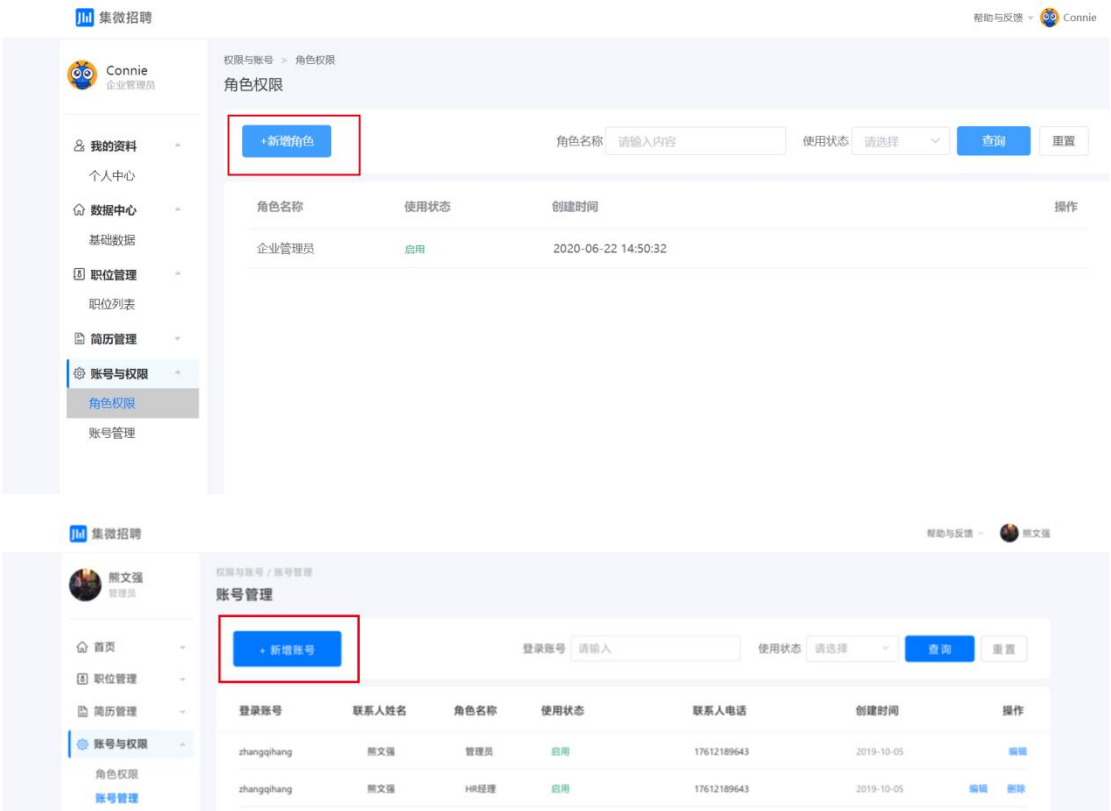 集微招聘 帮助与反馈 Connie
Connie
企业管理员
权限与账号 > 角色权限
角色权限
+新增角色 角色名称 请输入内容 使用状态 请选择 查询 重置
我的资料
个人中心
数据中心
基础数据
职位管理
职位列表
简历管理
账号与权限
角色权限
账号管理
角色名称 使用状态 创建时间 操作
企业管理员 启用 2020-06-22 14:50:32
集微招聘 帮助与反馈 熊文强
熊文强
管理员
权限与账号 / 账号管理
账号管理
+ 新增账号 登录账号 请输入 使用状态 请选择 查询 重置
首页
职位管理
简历管理
账号与权限
角色权限
账号管理
登录账号 联系人姓名 角色名称 使用状态 联系人电话 创建时间 操作
zhangqihang 熊文强 管理员 启用 17612189643 2019-10-05 编辑
zhangqihang 熊文强 HR经理 启用 17612189643 2019-10-05 编辑 删除